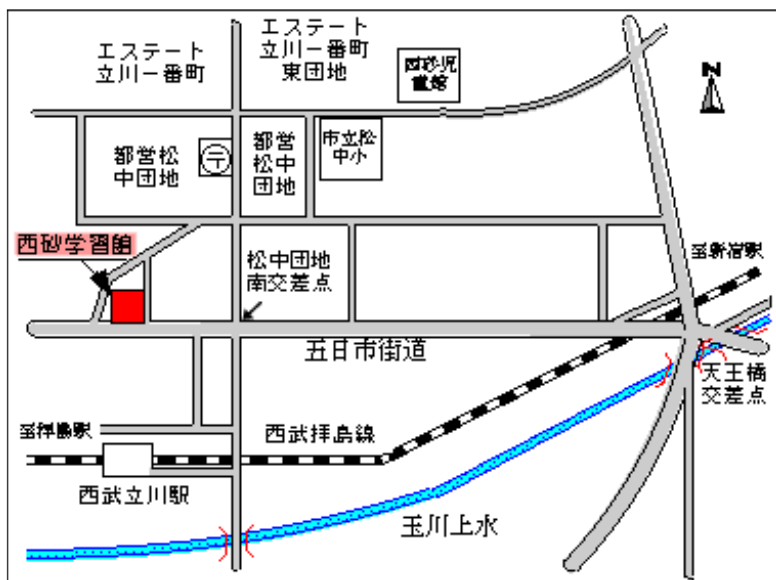 エステート
立川一番町
エステート
立川一番町
東団地
西砂児
童館
N
都営松
中団地
〒
都営
松中
団地
市立松
中小
西砂学習館
松中団地
南交差点
至新宿駅
五日市街道
天王橋
交差点
至拝島駅
西武拝島線
西武立川駅
玉川上水